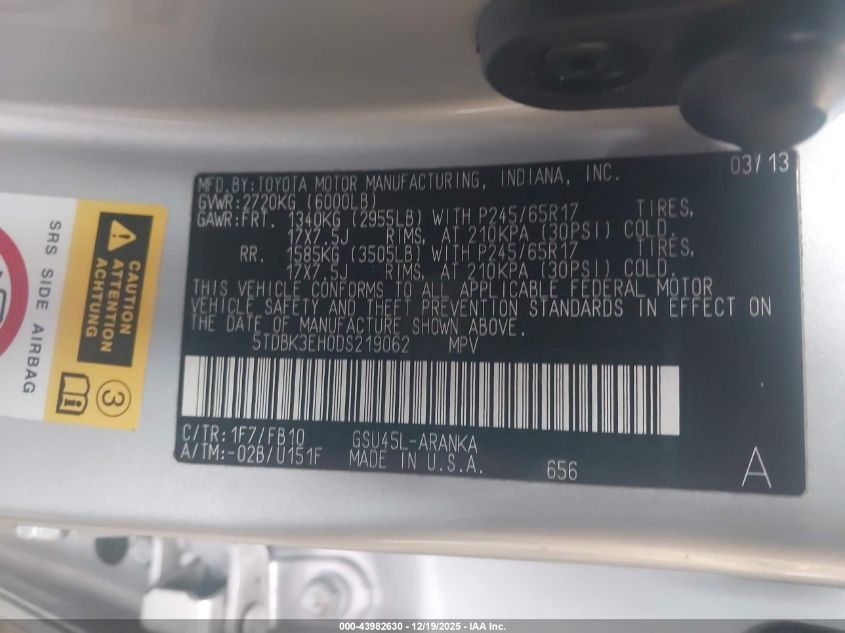 03/13
MFD.BY:TOYOTA MOTOR MANUFACTURING, INDIANA, INC.
GVWR:2720KG (6000LB)
GAWR:FRT. 1340KG (2955LB) WITH P245/65R17 TIRES,
17X7.5J RIMS, AT 210KPA (30PSI) COLD.
RR. 1585KG (3505LB) WITH P245/65R17 TIRES,
17X7.5J RIMS, AT 210KPA (30PSI) COLD.
THIS VEHICLE CONFORMS TO ALL APPLICABLE FEDERAL MOTOR
VEHICLE SAFETY AND THEFT PREVENTION STANDARDS IN EFFECT ON
THE DATE OF MANUFACTURE SHOWN ABOVE.
5TDBK3EH0DS219062 MPV
C/TR:1F7/FB10 GSU45L-ARANKA
A/TM:-02B/U151F MADE IN U.S.A. 656 A
SRS SIDE AIRBAG
CAUTION
ATTENTION
ACHTUNG
3
000-43982630 - 12/19/2025 - IAA Inc.